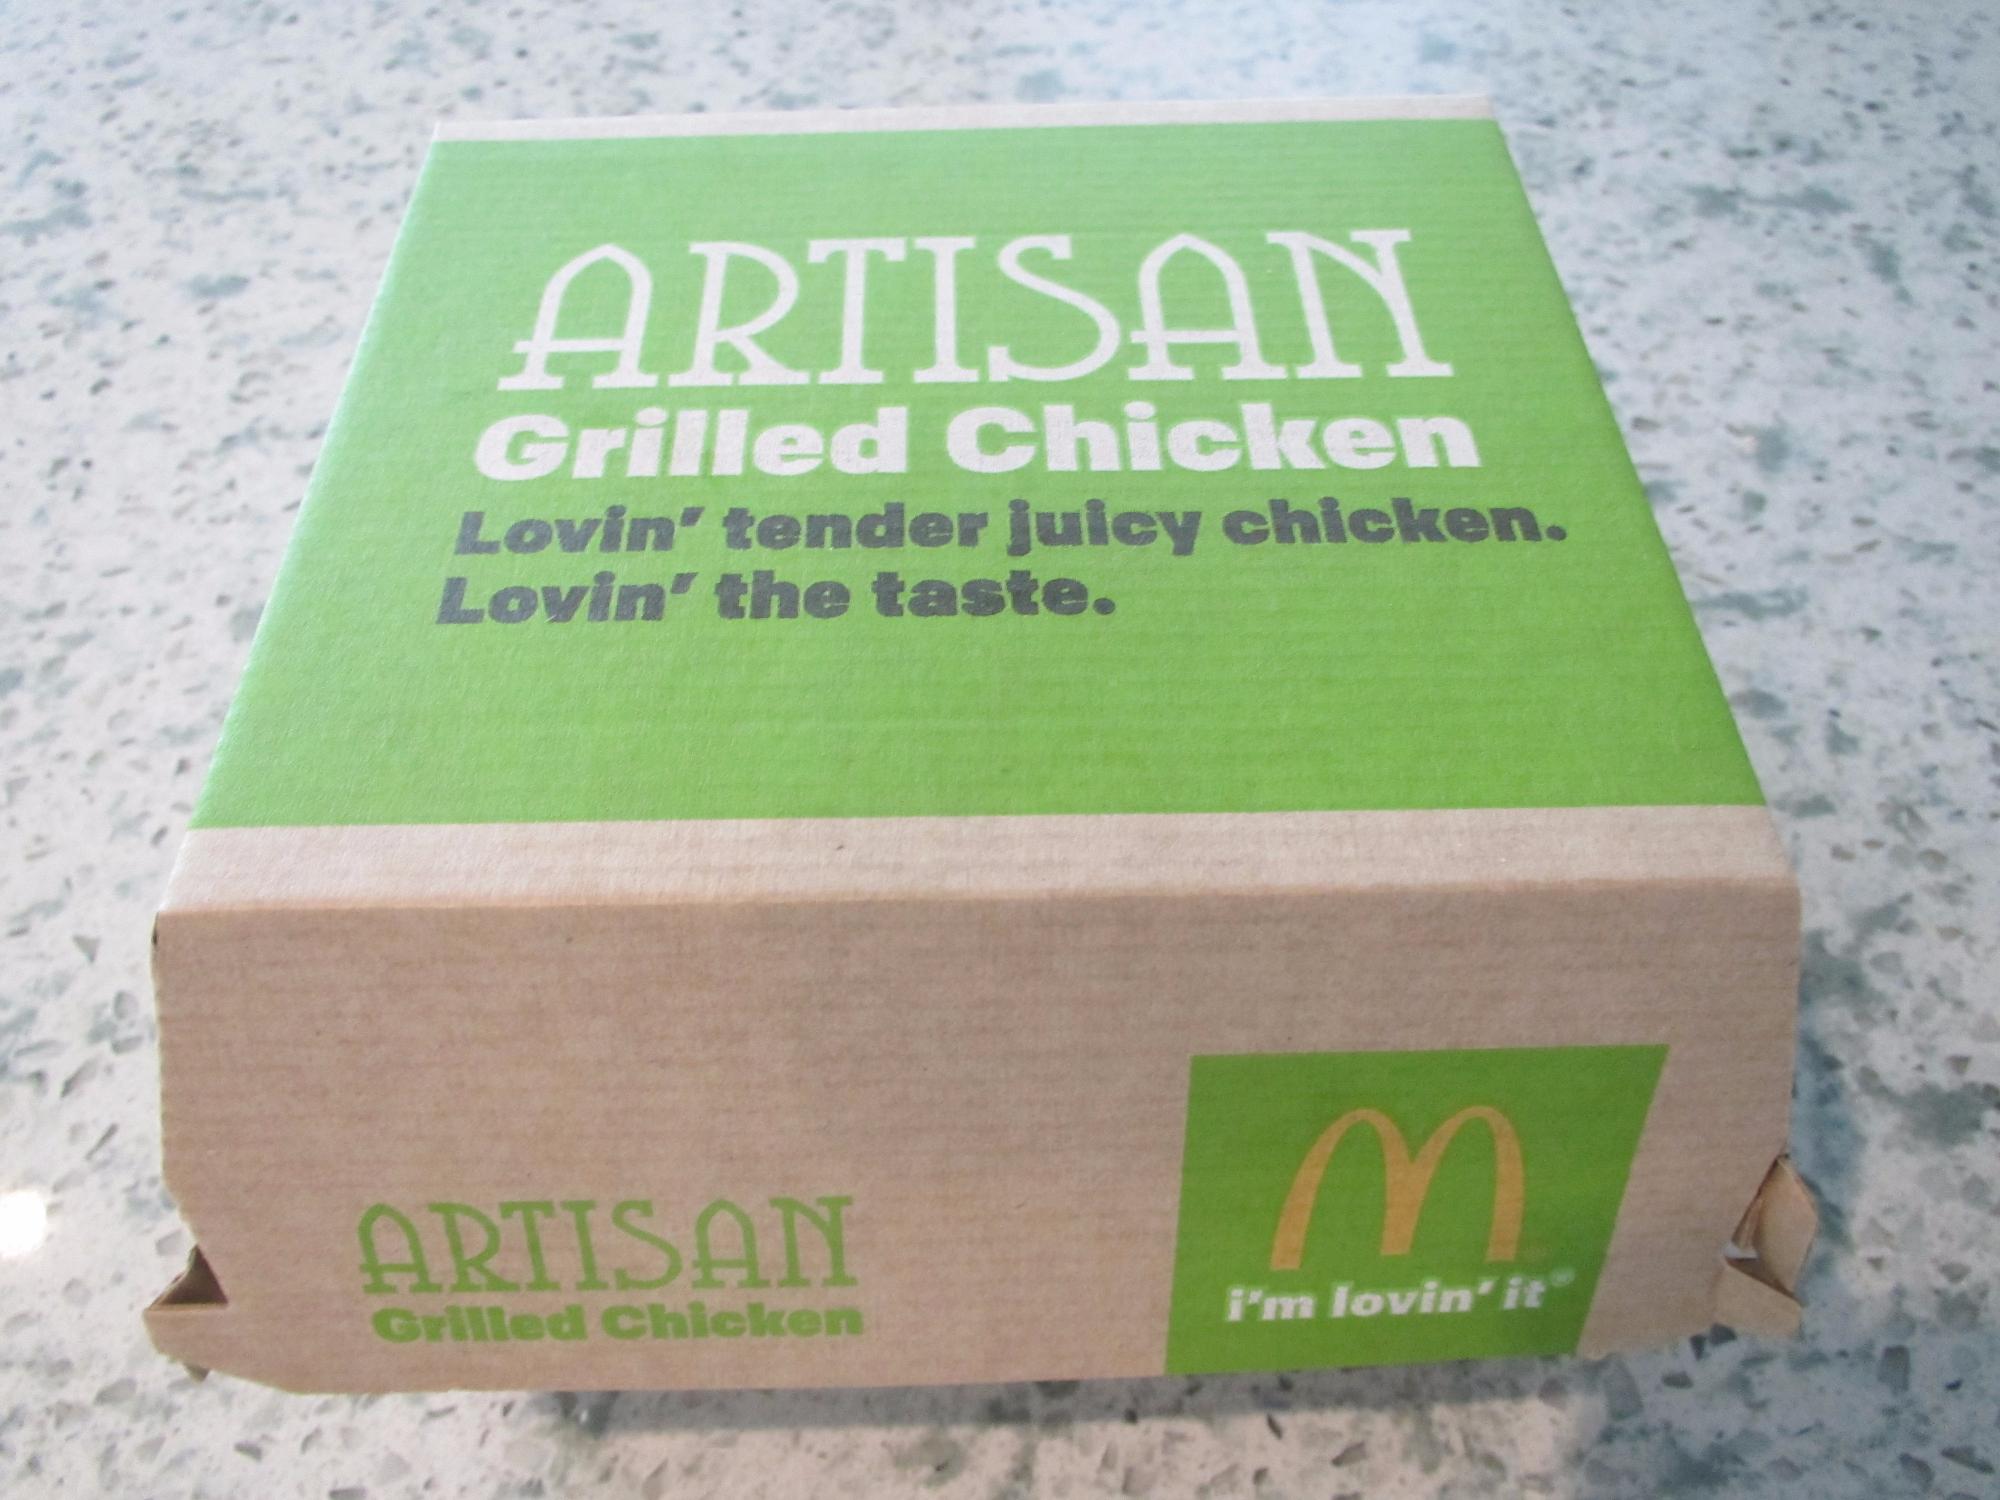 ARTISAN
Grilled Chicken
Lovin' tender juicy chicken.
Lovin' the taste.
ARTISAN
Grilled Chicken
M
i'm lovin' it®